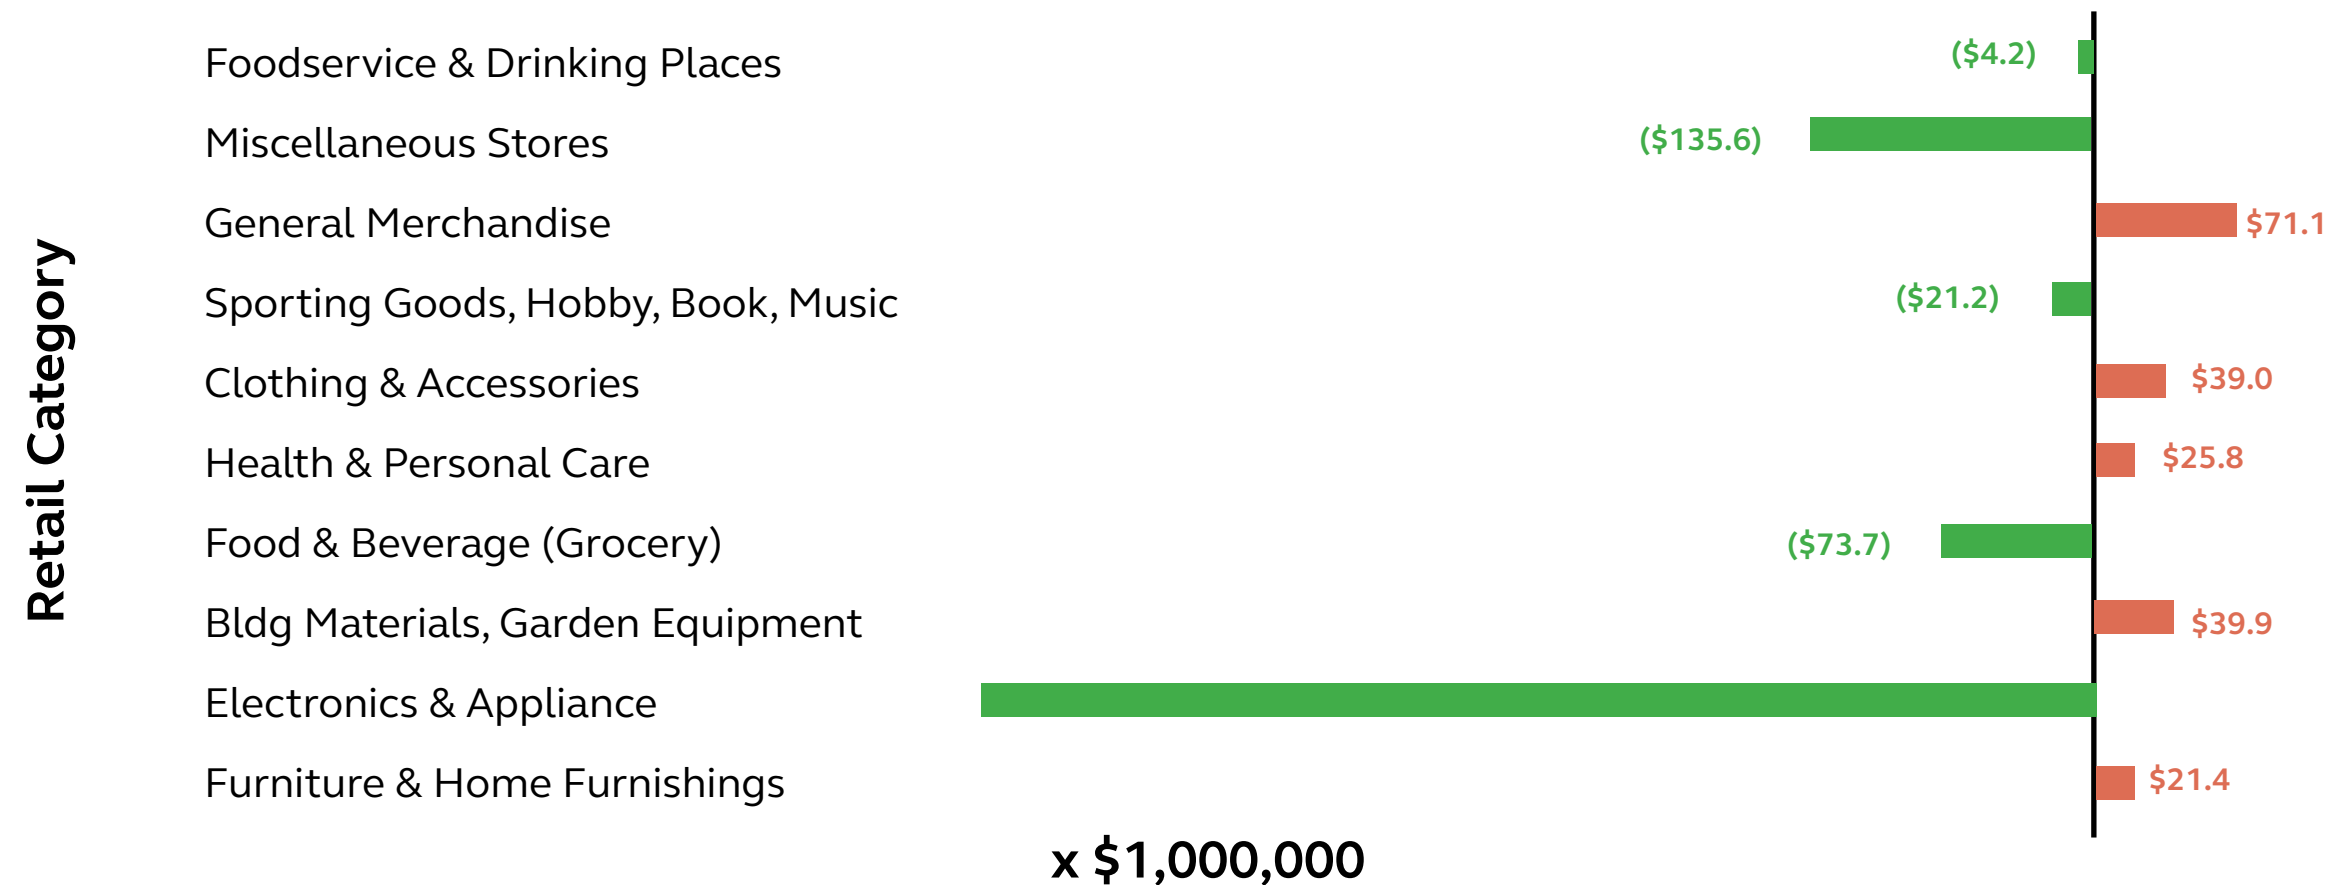 Retail Category
Foodservice & Drinking Places ($4.2)
Miscellaneous Stores ($135.6)
General Merchandise $71.1
Sporting Goods, Hobby, Book, Music ($21.2)
Clothing & Accessories $39.0
Health & Personal Care $25.8
Food & Beverage (Grocery) ($73.7)
Bldg Materials, Garden Equipment $39.9
Electronics & Appliance
Furniture & Home Furnishings $21.4
x $1,000,000